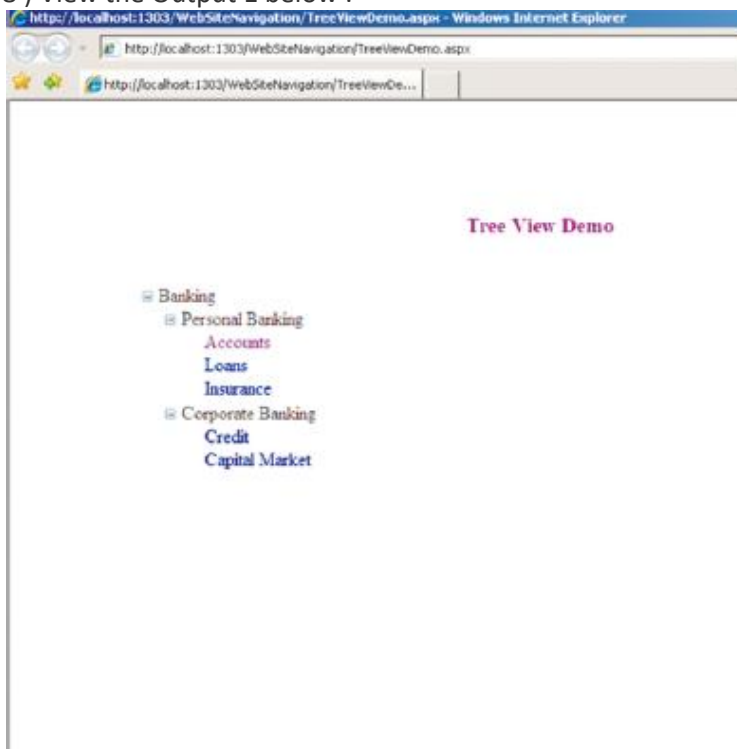 View the Output
below :
http://localhost:1303/WebSiteNavigation/TreeViewDemo.aspx - Windows Internet Explorer
http://localhost:1303/WebSiteNavigation/TreeViewDemo.aspx
http://localhost:1303/WebSiteNavigation/TreeViewDe...
Tree View Demo
Banking
Personal Banking
Accounts
Loans
Insurance
Corporate Banking
Credit
Capital Market